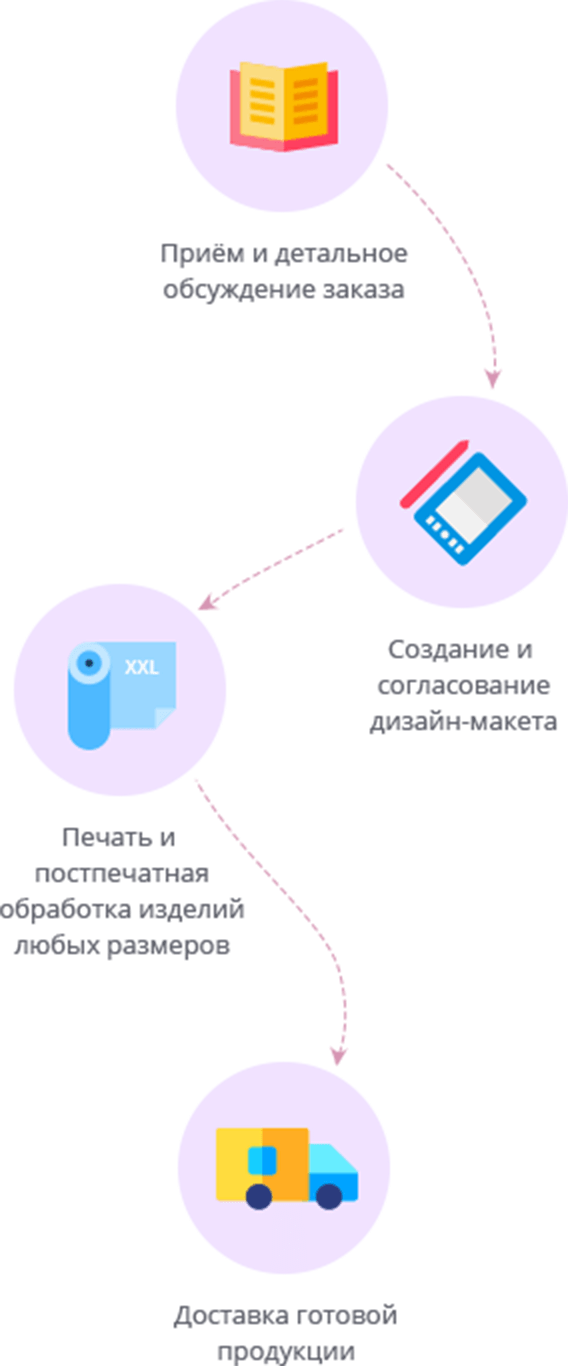 Приём и детальное
обсуждение заказа
Создание и
согласование
дизайн-макета
XXL
Печать и
постпечатная
обработка изделий
любых размеров
Доставка готовой
продукции